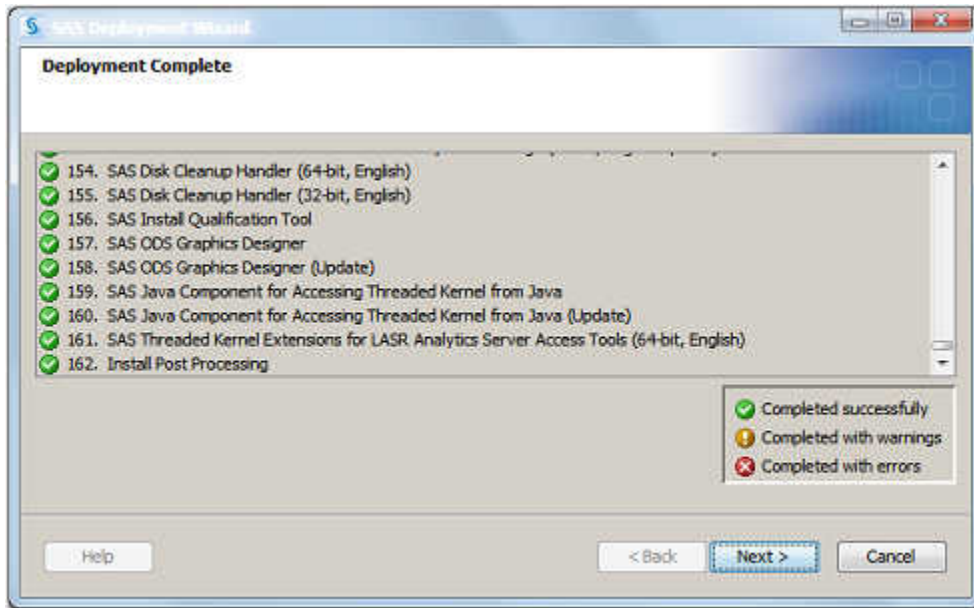 SAS Deployment Wizard
Deployment Complete
154. SAS Disk Cleanup Handler (64-bit, English)
155. SAS Disk Cleanup Handler (32-bit, English)
156. SAS Install Qualification Tool
157. SAS ODS Graphics Designer
158. SAS ODS Graphics Designer (Update)
159. SAS Java Component for Accessing Threaded Kernel from Java
160. SAS Java Component for Accessing Threaded Kernel from Java (Update)
161. SAS Threaded Kernel Extensions for LASR Analytics Server Access Tools (64-bit, English)
162. Install Post Processing
Completed successfully
Completed with warnings
Completed with errors
Help
< Back
Next >
Cancel